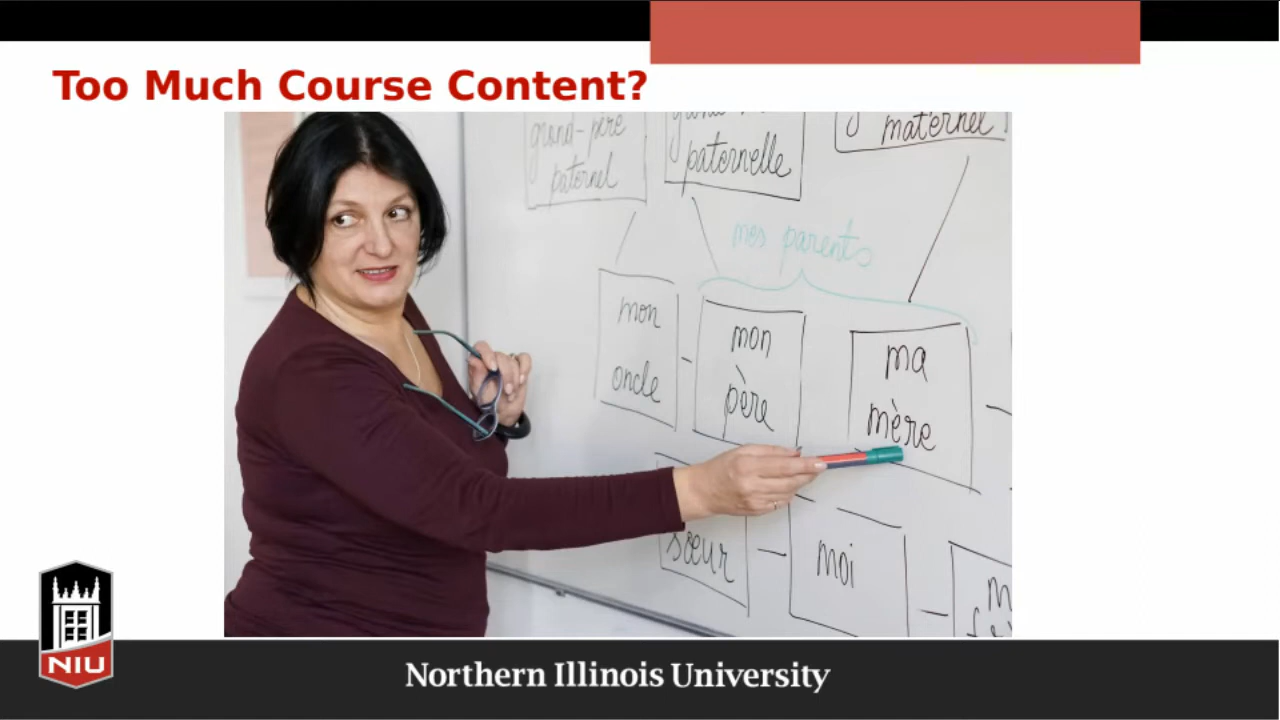 Too Much Course Content?
grand-père
paternel
paternelle
maternel
mes parents
mon
oncle
mon
père
ma
mère
sœur
moi
NIU
Northern Illinois University